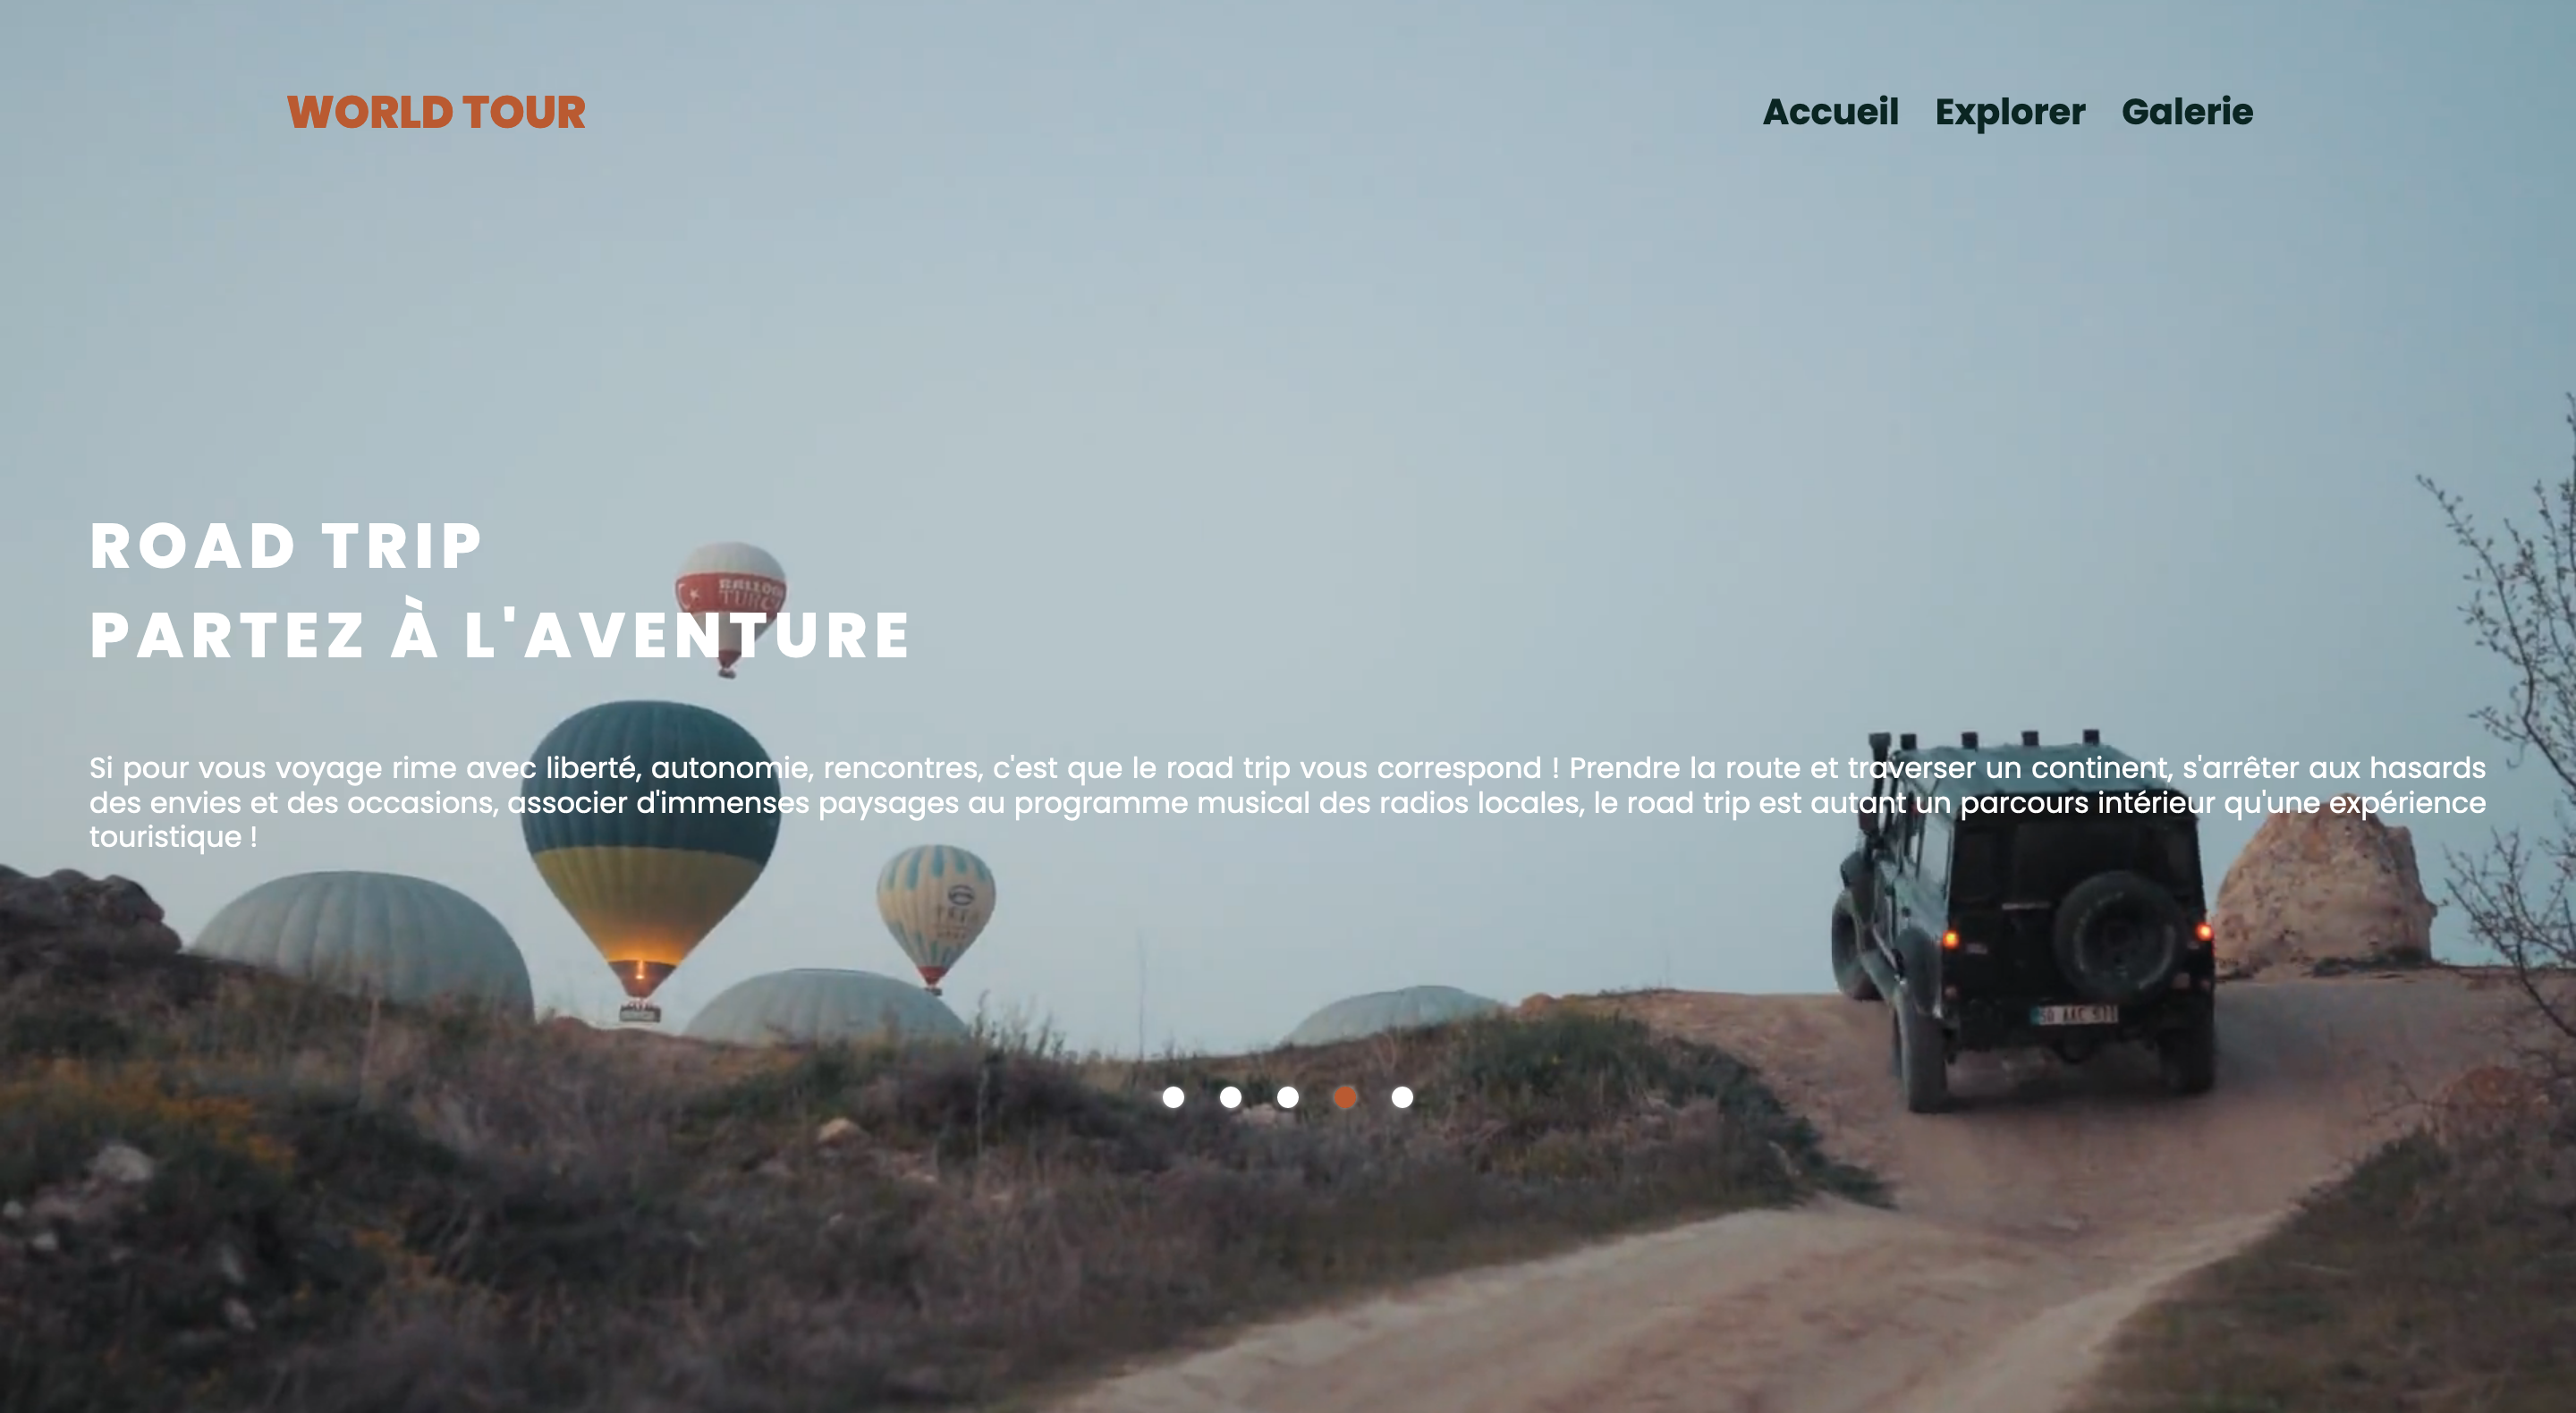 WORLD TOUR
Accueil Explorer Galerie
ROAD TRIP
PARTEZ À L'AVENTURE
Si pour vous voyage rime avec liberté, autonomie, rencontres, c'est que le road trip vous correspond ! Prendre la route et traverser un continent, s'arrêter aux hasards
des envies et des occasions, associer d'immenses paysages au programme musical des radios locales, le road trip est autant un parcours intérieur qu'une expérience
touristique !